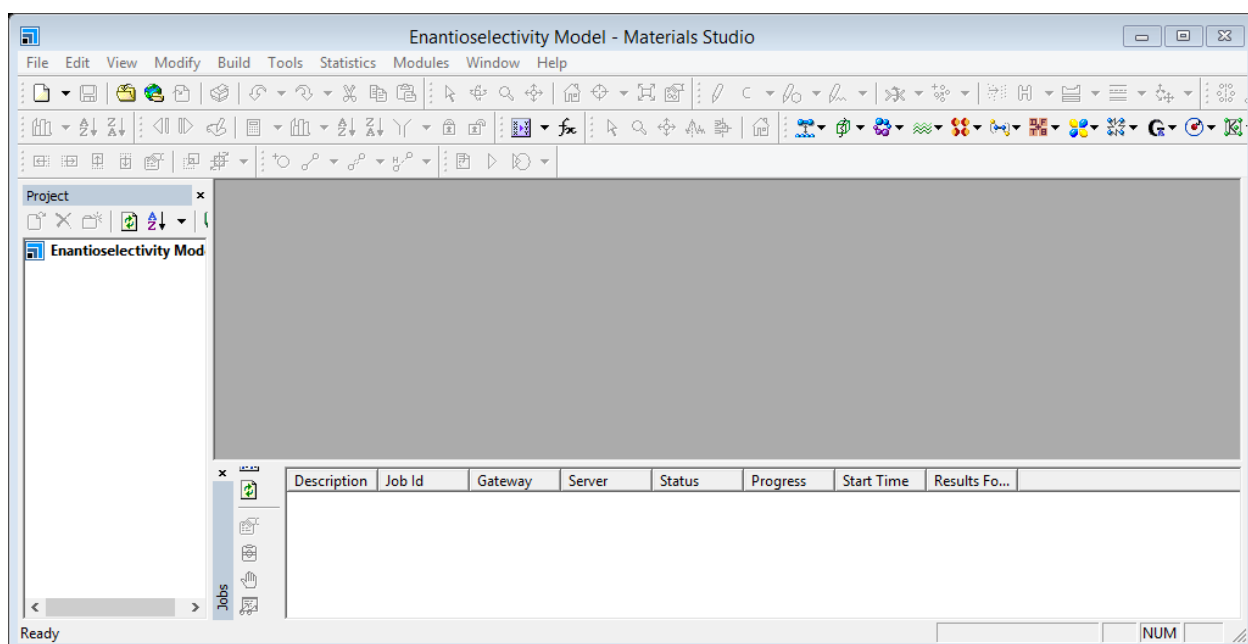 Enantioselectivity Model - Materials Studio
File Edit View Modify Build Tools Statistics Modules Window Help
Project
Enantioselectivity Mod
Description Job Id Gateway Server Status Progress Start Time Results Fo...
Jobs
Ready
NUM